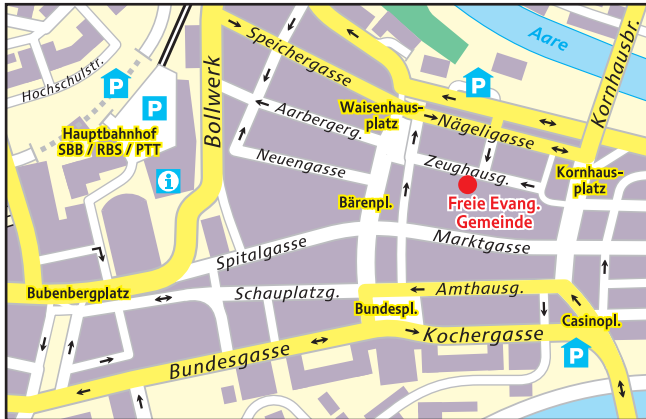 Hochschulstr.
P
P
Hauptbahnhof
SBB / RBS / PTT
i
Bollwerk
Speichergasse
Aarbergerg.
Neuengasse
Waisenhaus-
platz
P
Nägeligasse
Aare
Kornhausbr.
Zeughausg.
Kornhaus-
platz
Freie Evang.
Gemeinde
Bärenpl.
Spitalgasse
Marktgasse
Bubenbergplatz
Schauplatzg.
Amthausg.
Bundespl.
Casinopl.
Kochergasse
Bundesgasse
P